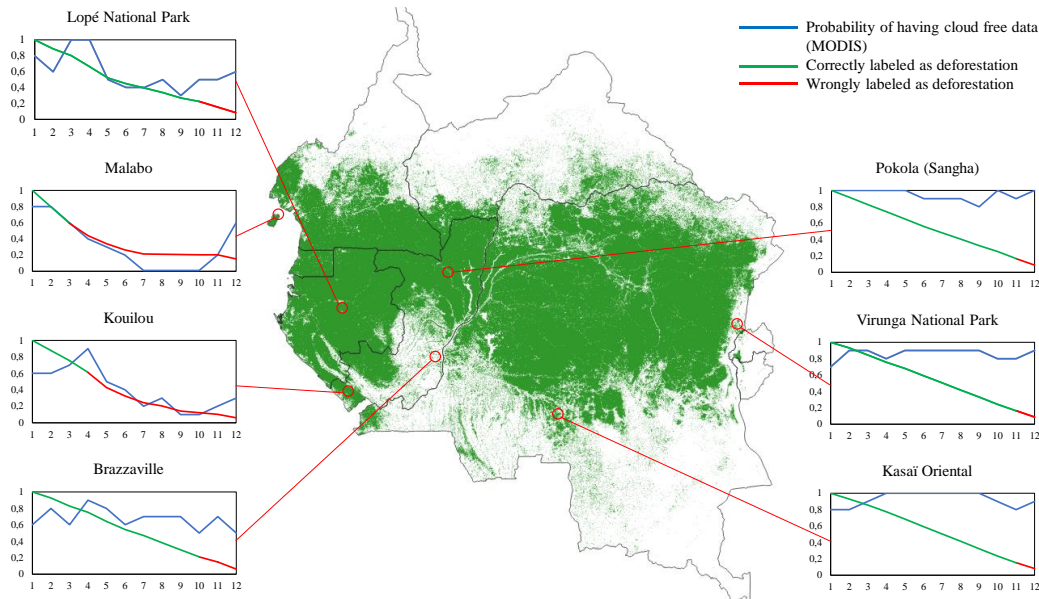 Lopé National Park
1
0,8
0,6
0,4
0,2
0
1 2 3 4 5 6 7 8 9 10 11 12
Malabo
1
0,8
0,6
0,4
0,2
0
1 2 3 4 5 6 7 8 9 10 11 12
Kouilou
1
0,8
0,6
0,4
0,2
0
1 2 3 4 5 6 7 8 9 10 11 12
Brazzaville
1
0,8
0,6
0,4
0,2
0
1 2 3 4 5 6 7 8 9 10 11 12
Probability of having cloud free data
(MODIS)
Correctly labeled as deforestation
Wrongly labeled as deforestation
Pokola (Sangha)
1
0,8
0,6
0,4
0,2
0
1 2 3 4 5 6 7 8 9 10 11 12
Virunga National Park
1
0,8
0,6
0,4
0,2
0
1 2 3 4 5 6 7 8 9 10 11 12
Kasaï Oriental
1
0,8
0,6
0,4
0,2
0
1 2 3 4 5 6 7 8 9 10 11 12